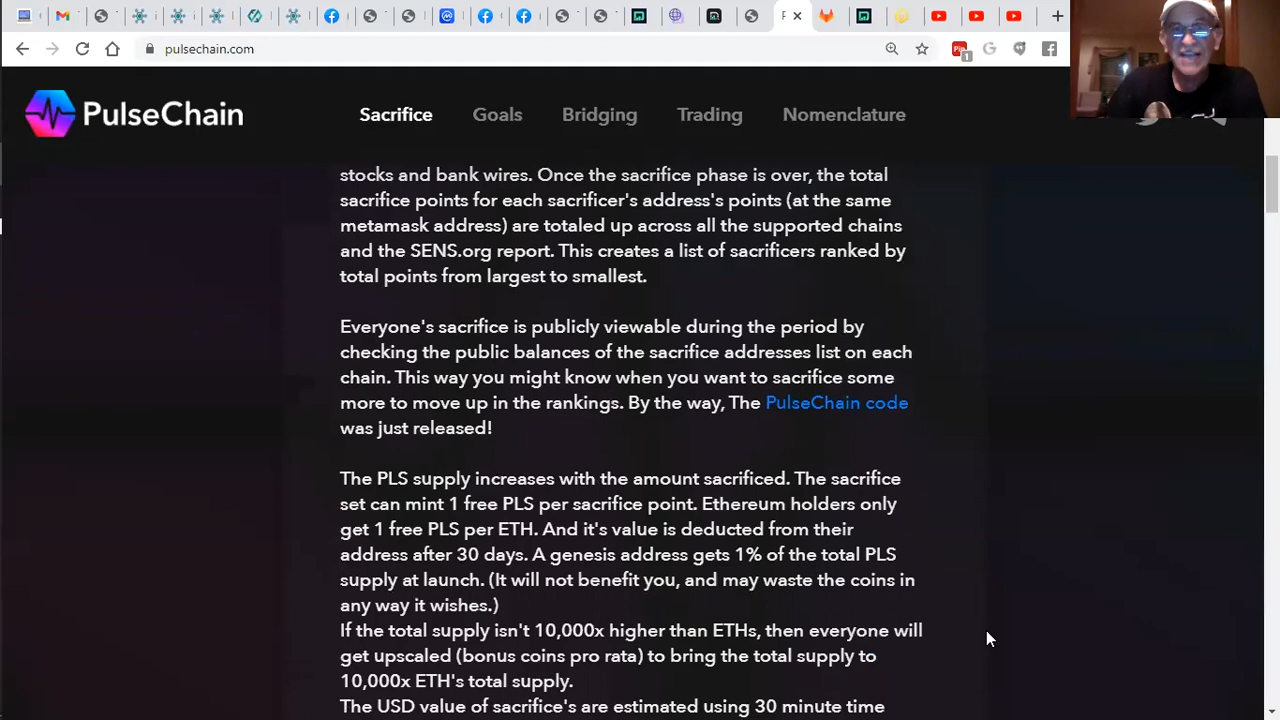 pulsechain.com
PulseChain
Sacrifice Goals Bridging Trading Nomenclature
stocks and bank wires. Once the sacrifice phase is over, the total
sacrifice points for each sacrificer's address's points (at the same
metamask address) are totaled up across all the supported chains
and the SENS.org report. This creates a list of sacrificers ranked by
total points from largest to smallest.
Everyone's sacrifice is publicly viewable during the period by
checking the public balances of the sacrifice addresses list on each
chain. This way you might know when you want to sacrifice some
more to move up in the rankings. By the way, The PulseChain code
was just released!
The PLS supply increases with the amount sacrificed. The sacrifice
set can mint 1 free PLS per sacrifice point. Ethereum holders only
get 1 free PLS per ETH. And it's value is deducted from their
address after 30 days. A genesis address gets 1% of the total PLS
supply at launch. (It will not benefit you, and may waste the coins in
any way it wishes.)
If the total supply isn't 10,000x higher than ETHs, then everyone will
get upscaled (bonus coins pro rata) to bring the total supply to
10,000x ETH's total supply.
The USD value of sacrifice's are estimated using 30 minute time